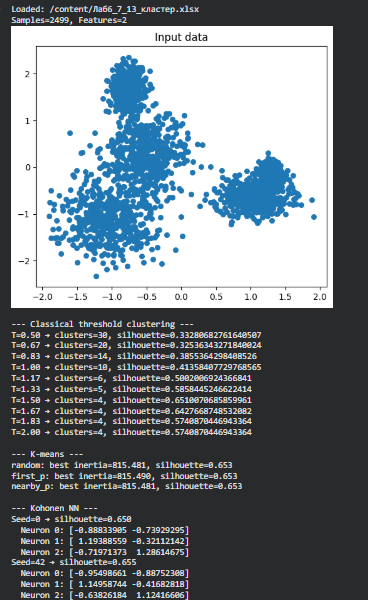 Loaded: /content/Лаб6_7_13_кластер.xlsx
Samples=2499, Features=2
Input data
2
1
0
−1
−2
−2.0 −1.5 −1.0 −0.5 0.0 0.5 1.0 1.5 2.0
--- Classical threshold clustering ---
T=0.50 → clusters=30, silhouette=0.33280682761640507
T=0.67 → clusters=20, silhouette=0.32536343271840024
T=0.83 → clusters=14, silhouette=0.3855364298408526
T=1.00 → clusters=10, silhouette=0.41358407729768565
T=1.17 → clusters=6, silhouette=0.5002006924366841
T=1.33 → clusters=5, silhouette=0.5858445246622414
T=1.50 → clusters=4, silhouette=0.6510070685859961
T=1.67 → clusters=4, silhouette=0.6427668748532082
T=1.83 → clusters=4, silhouette=0.5740870446943364
T=2.00 → clusters=4, silhouette=0.5740870446943364
--- K-means ---
random: best inertia=815.481, silhouette=0.653
first_p: best inertia=815.490, silhouette=0.653
nearby_p: best inertia=815.481, silhouette=0.653
--- Kohonen NN ---
Seed=0 → silhouette=0.650
Neuron 0: [-0.88833905 -0.73929295]
Neuron 1: [ 1.19388559 -0.32112142]
Neuron 2: [-0.71971373  1.28614675]
Seed=42 → silhouette=0.655
Neuron 0: [-0.95498661 -0.88752308]
Neuron 1: [ 1.14958744 -0.41682818]
Neuron 2: [-0.63826184  1.12416606]